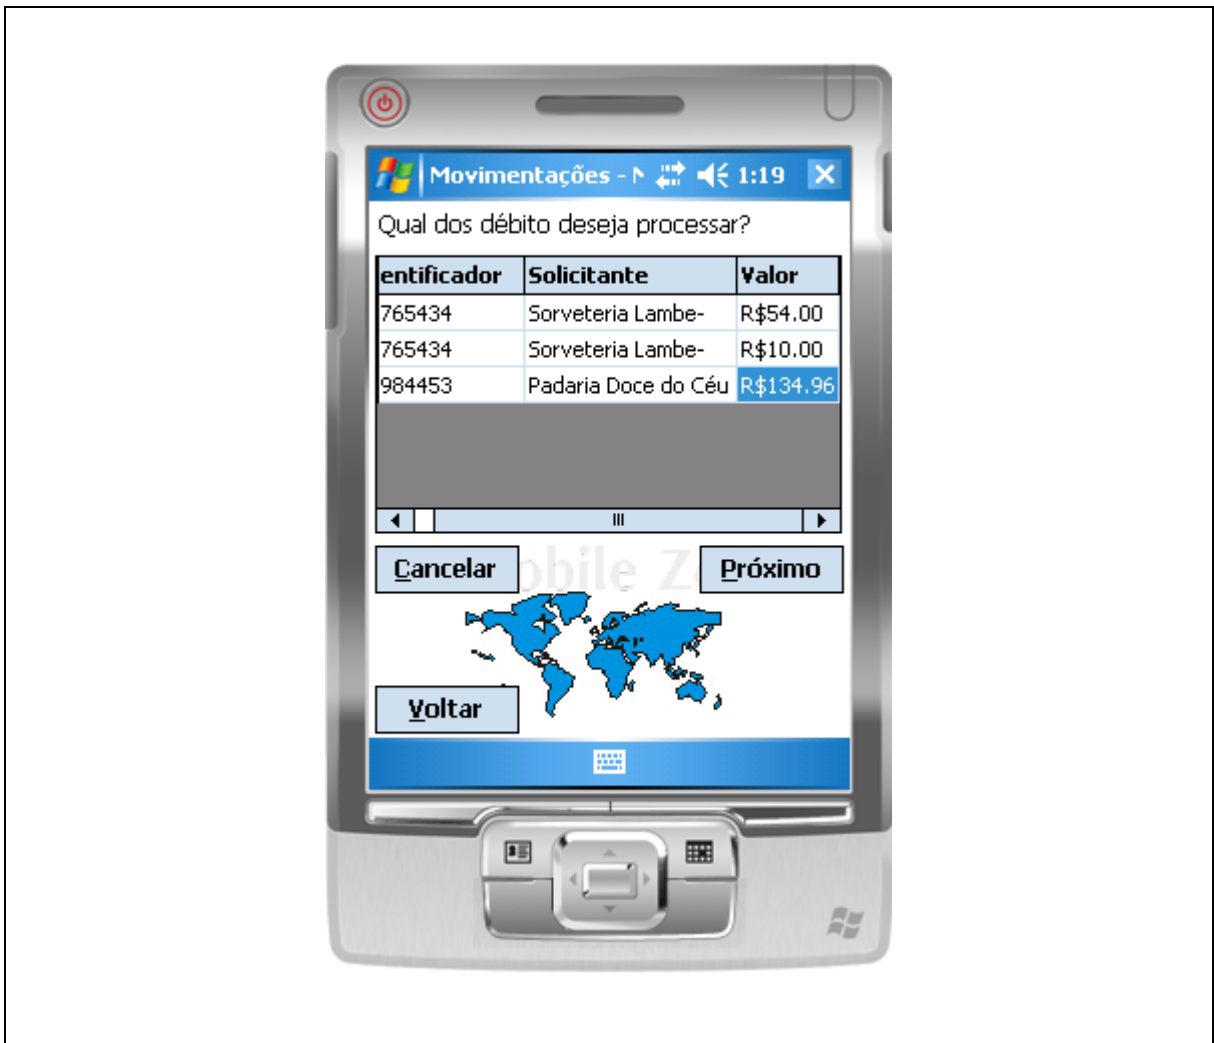 Movimentações - N 1:19
Qual dos débito deseja processar?
entificador Solicitante Valor
765434 Sorveteria Lambe- R$54.00
765434 Sorveteria Lambe- R$10.00
984453 Padaria Doce do Céu R$134.96
Cancelar obile Z Próximo
Voltar